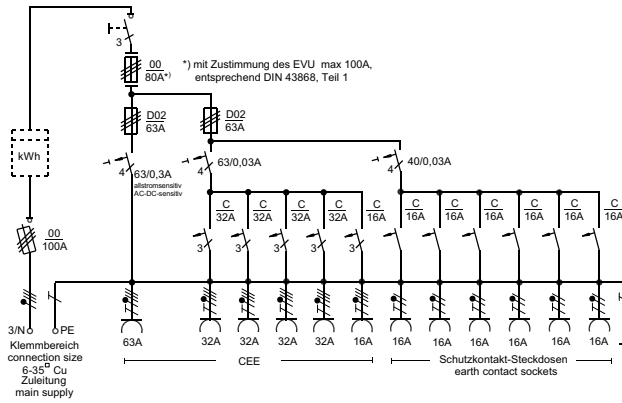 3
00
80A*)
*) mit Zustimmung des EVU max 100A,
entsprechend DIN 43868, Teil 1
D02
63A
D02
63A
kWh
4
63/0,3A
allstromsensitiv
AC-DC-sensitiv
4
63/0,03A
4
40/0,03A
C
32A
C
32A
C
32A
C
32A
C
16A
C
16A
C
16A
C
16A
C
16A
C
16A
C
16A
00
100A
3
3
3
3
3
3/N
PE
63A
32A
32A
32A
32A
16A
16A
16A
16A
16A
16A
16A
Klemmbereich
connection size
6-35□ Cu
Zuleitung
main supply
CEE
Schutzkontakt-Steckdosen
earth contact sockets